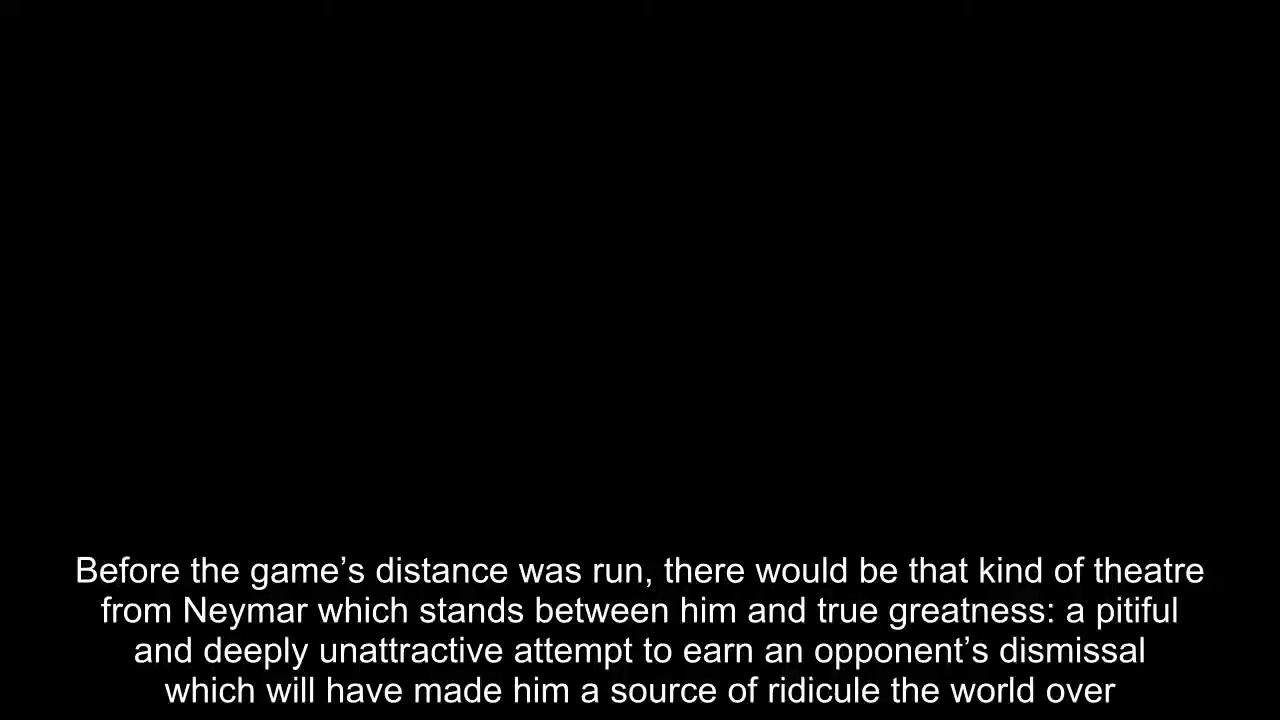 Before the game’s distance was run, there would be that kind of theatre
from Neymar which stands between him and true greatness: a pitiful
and deeply unattractive attempt to earn an opponent’s dismissal
which will have made him a source of ridicule the world over